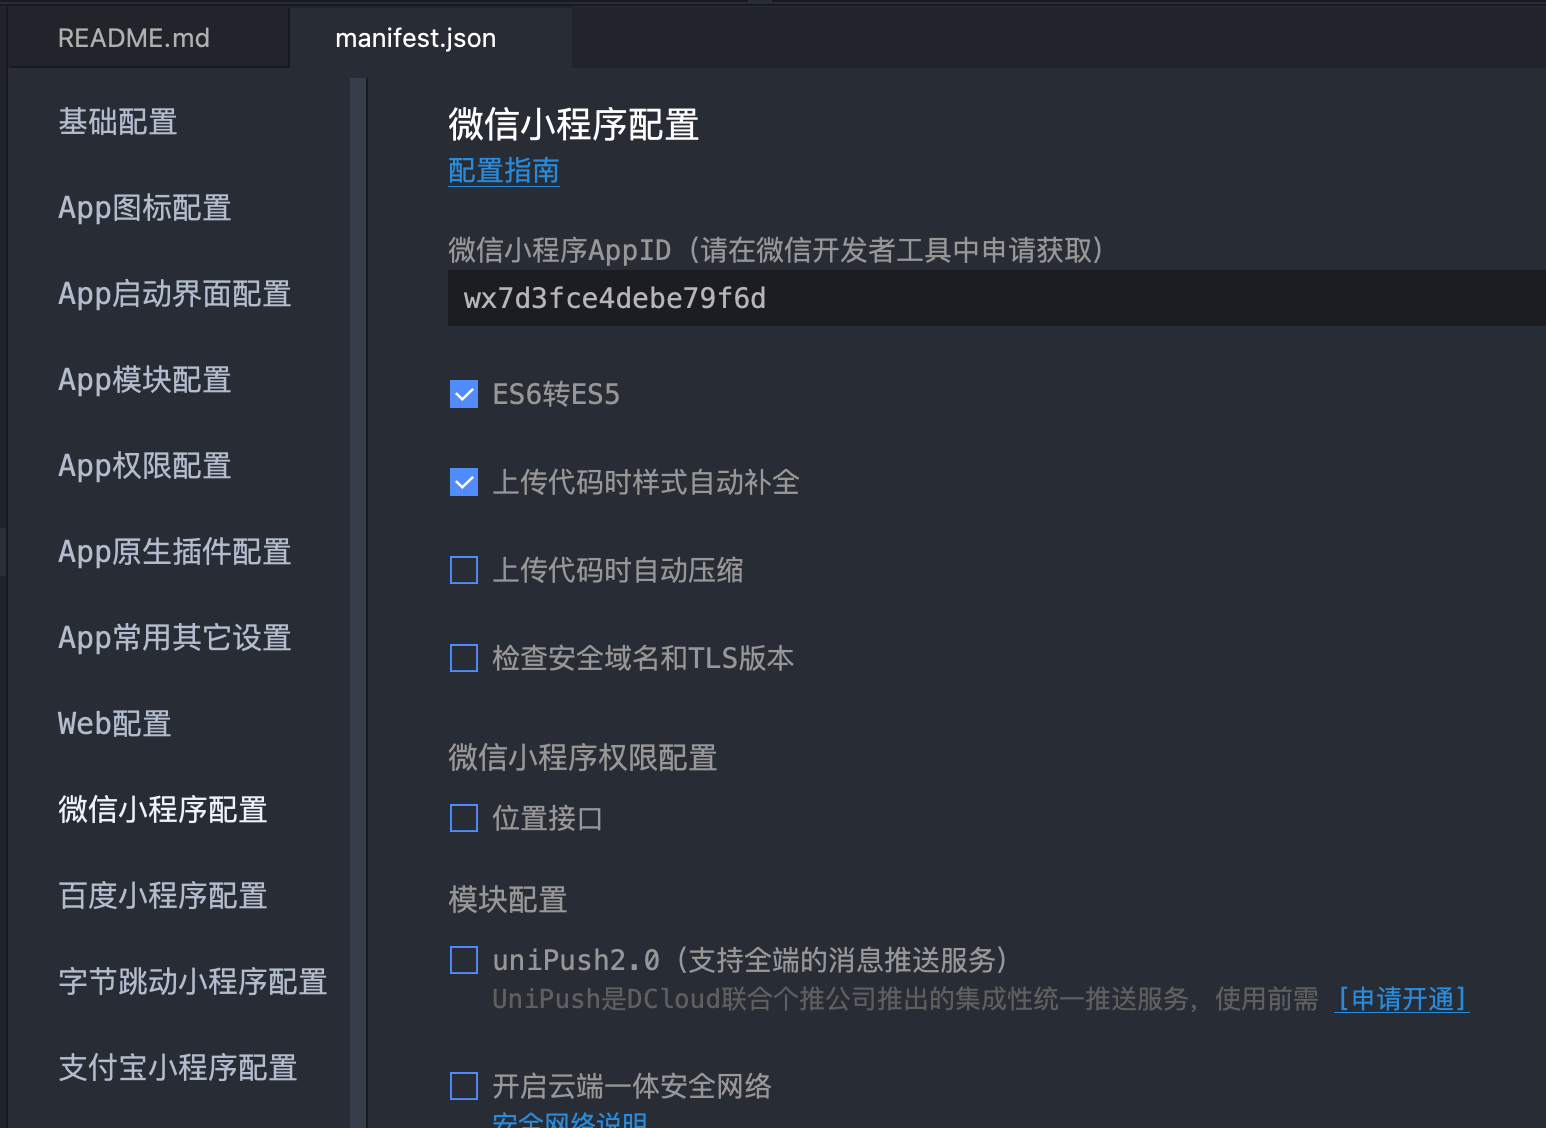 README.md
manifest.json
基础配置
App图标配置
App启动界面配置
App模块配置
App权限配置
App原生插件配置
App常用其它设置
Web配置
微信小程序配置
百度小程序配置
字节跳动小程序配置
支付宝小程序配置
微信小程序配置
配置指南
微信小程序AppID（请在微信开发者工具中申请获取）
wx7d3fce4debe79f6d
ES6转ES5
上传代码时样式自动补全
上传代码时自动压缩
检查安全域名和TLS版本
微信小程序权限配置
位置接口
模块配置
uniPush2.0（支持全端的消息推送服务）
UniPush是DCloud联合个推公司推出的集成性统一推送服务，使用前需 [申请开通]
开启云端一体安全网络
安全网络说明